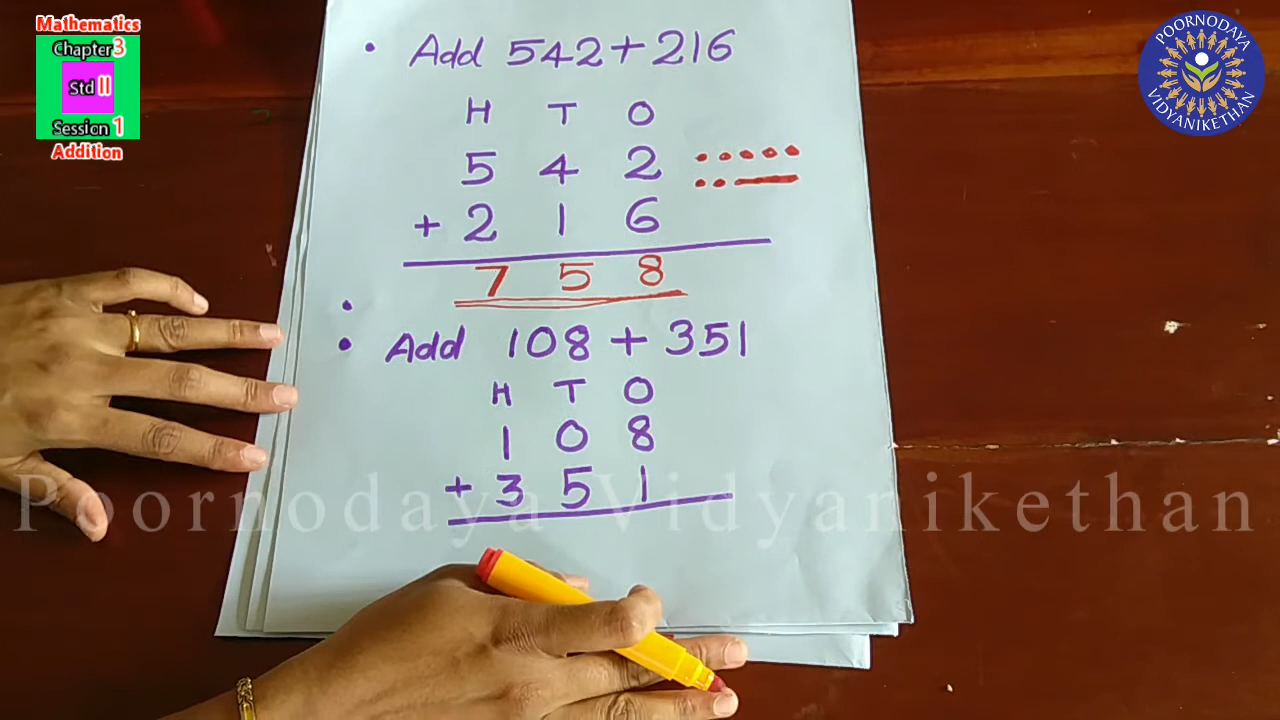 Mathematics
Chapter 3
Std II
Session 1
Addition
POORNODAYA
VIDYANIKETHAN
• Add 542+216
H T O
5 4 2
+ 2 1 6
7 5 8
•
• Add 108 + 351
H T O
1 0 8
+ 3 5 1
Poornodaya Vidyanikethan